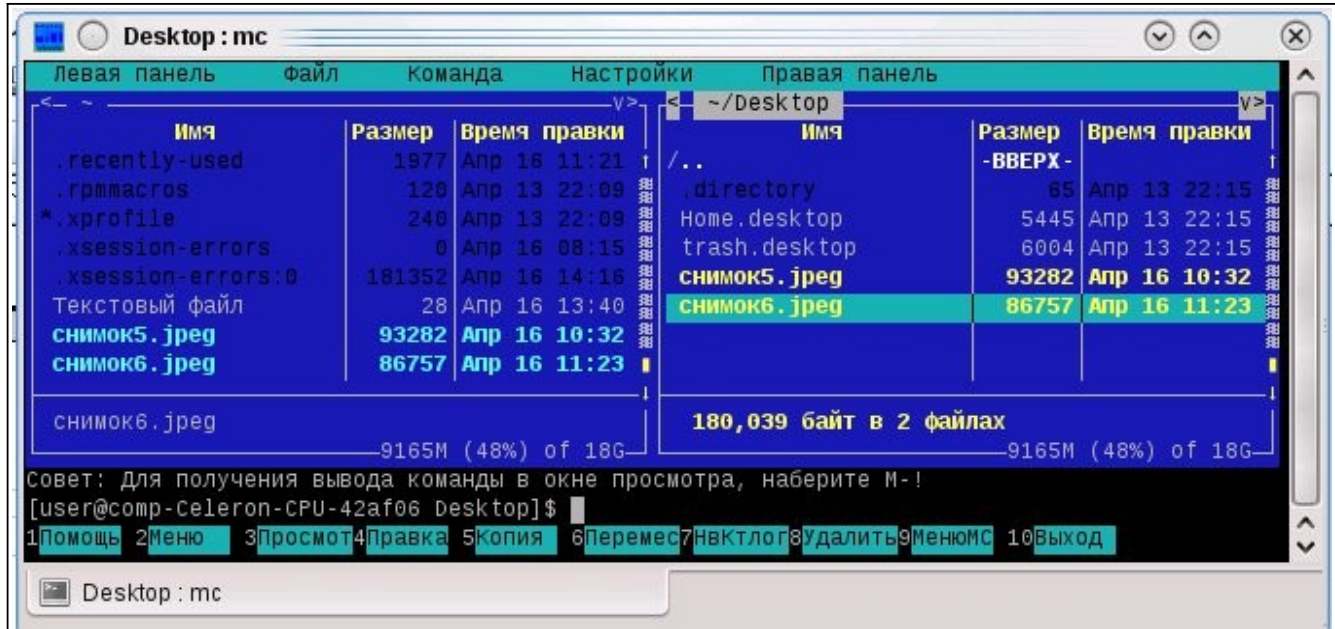 Desktop : mc
Левая панель Файл Команда Настройки Правая панель
<— ~ v> < ~/Desktop v>
Имя Размер Время правки Имя Размер Время правки
.recently-used 1977 Апр 16 11:21 /.. -ВВЕРХ-
.rpmmacros 120 Апр 13 22:09 .directory 65 Апр 13 22:15
*.xprofile 240 Апр 13 22:09 Home.desktop 5445 Апр 13 22:15
.xsession-errors 0 Апр 16 08:15 trash.desktop 6004 Апр 13 22:15
.xsession-errors:0 181352 Апр 16 14:16 снимок5.jpeg 93282 Апр 16 10:32
Текстовый файл 28 Апр 16 13:40 снимок6.jpeg 86757 Апр 16 11:23
снимок5.jpeg 93282 Апр 16 10:32
снимок6.jpeg 86757 Апр 16 11:23
снимок6.jpeg 180,039 байт в 2 файлах
9165M (48%) of 18G 9165M (48%) of 18G
Совет: Для получения вывода команды в окне просмотра, наберите M-!
[user@comp-Celeron-CPU-42af06 Desktop]$
1Помощь 2Меню 3Просмот4Правка 5Копия 6Перемес7НвКтлог8Удалить9МенюMC 10Выход
Desktop : mc